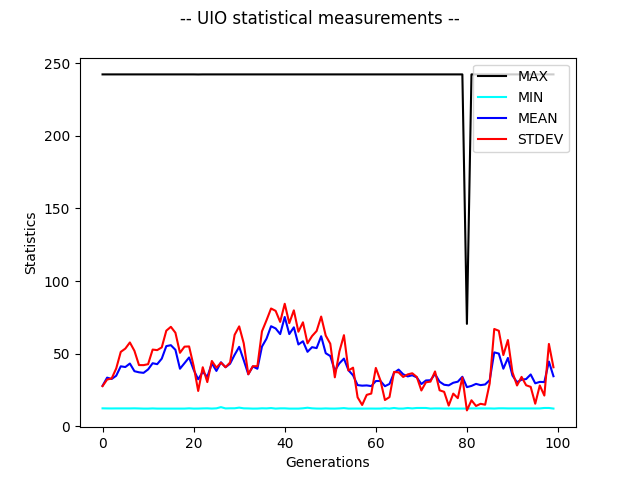 -- UIO statistical measurements --
250
200
150
100
50
0
Statistics
MAX
MIN
MEAN
STDEV
0 20 40 60 80 100
Generations